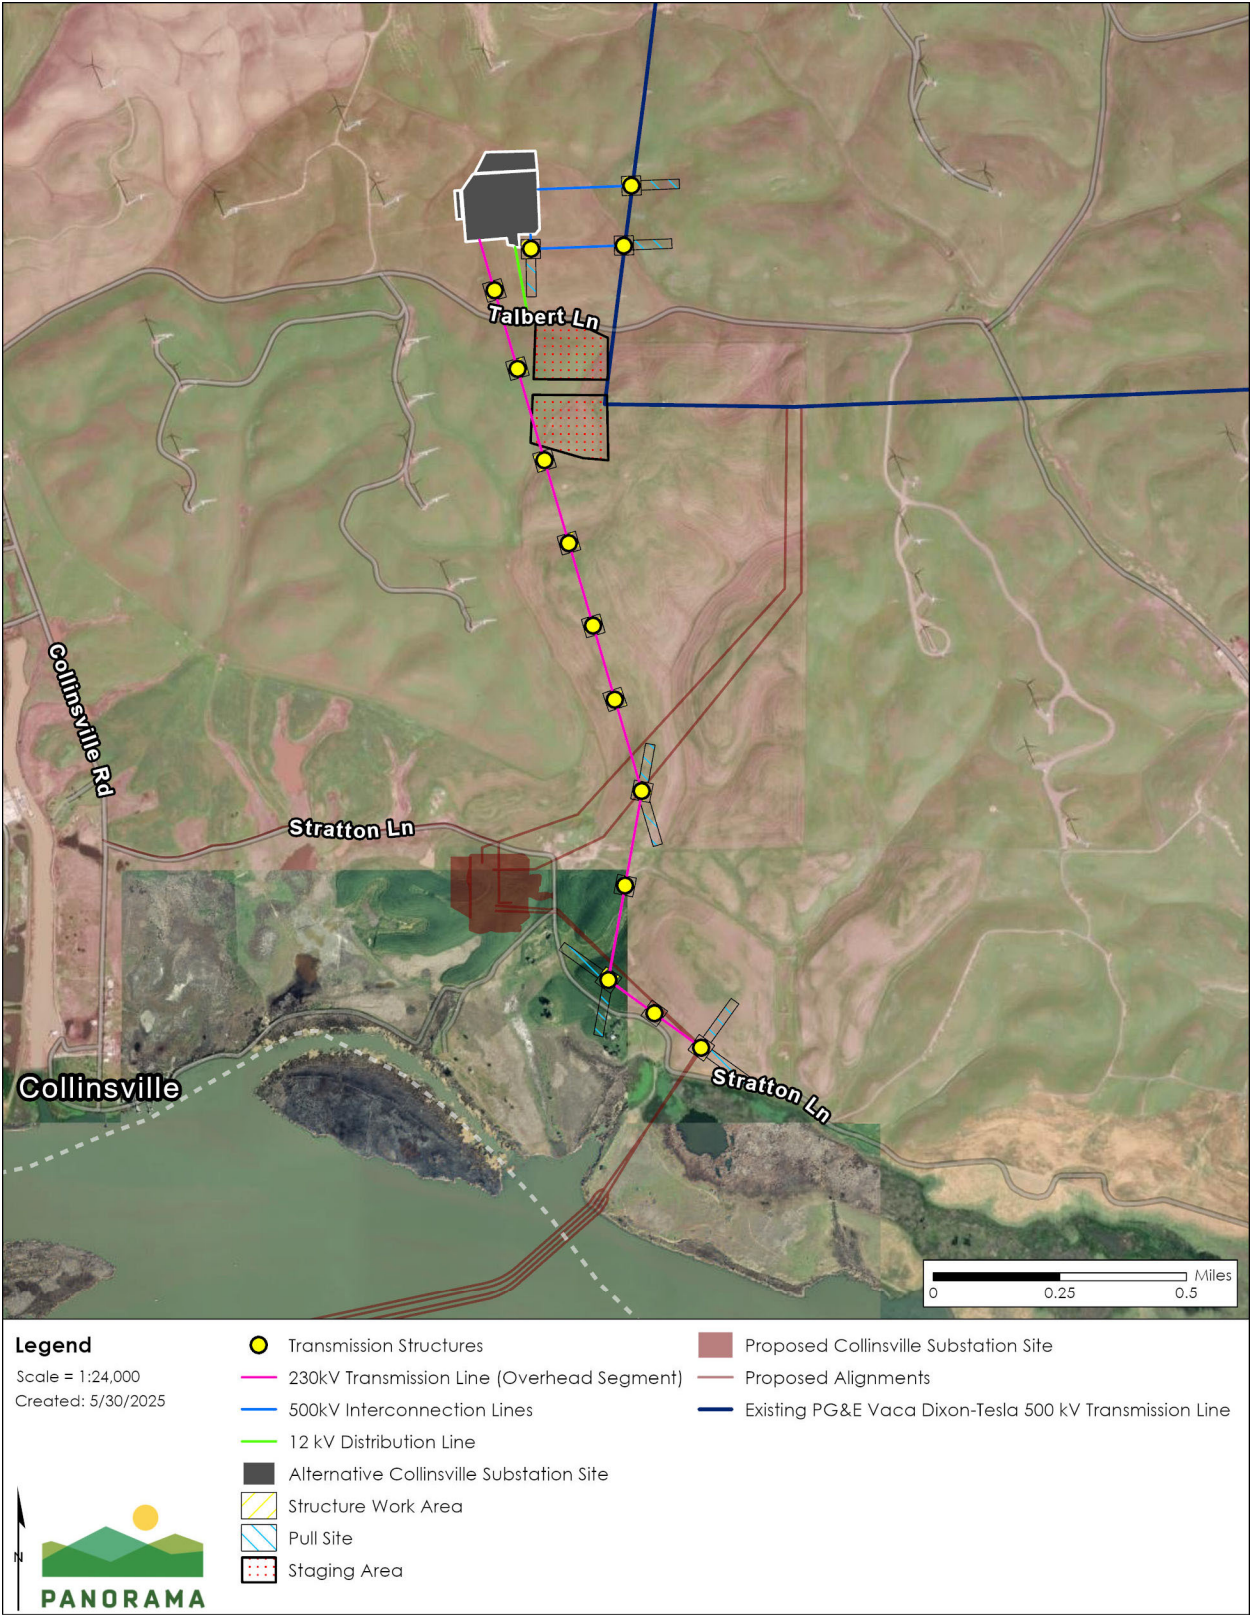 Talbert Ln
Collinsville Rd
Stratton Ln
Stratton Ln
Collinsville
Miles
0 0.25 0.5
Legend
Scale = 1:24,000
Created: 5/30/2025
N
PANORAMA
Transmission Structures
230kV Transmission Line (Overhead Segment)
500kV Interconnection Lines
12 kV Distribution Line
Alternative Collinsville Substation Site
Structure Work Area
Pull Site
Staging Area
Proposed Collinsville Substation Site
Proposed Alignments
Existing PG&E Vaca Dixon-Tesla 500 kV Transmission Line